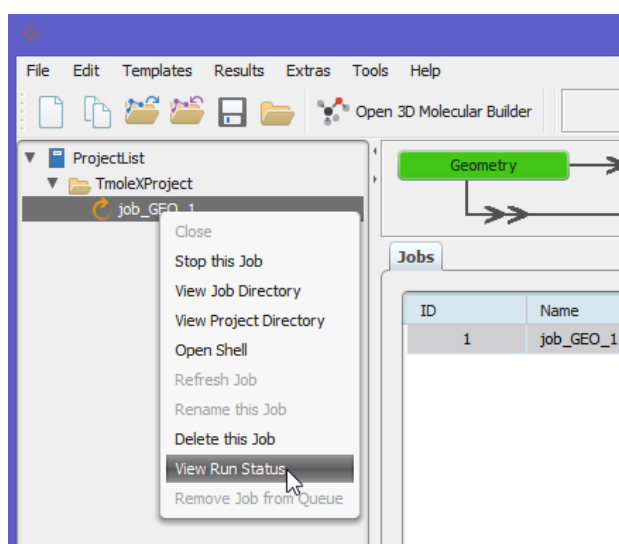 File Edit Templates Results Extras Tools Help
Open 3D Molecular Builder
ProjectList
TmoleXProject
job_GEO_1
Close
Stop this Job
View Job Directory
View Project Directory
Open Shell
Refresh Job
Rename this Job
Delete this Job
View Run Status
Remove Job from Queue
Geometry
Jobs
ID Name
1 job_GEO_1